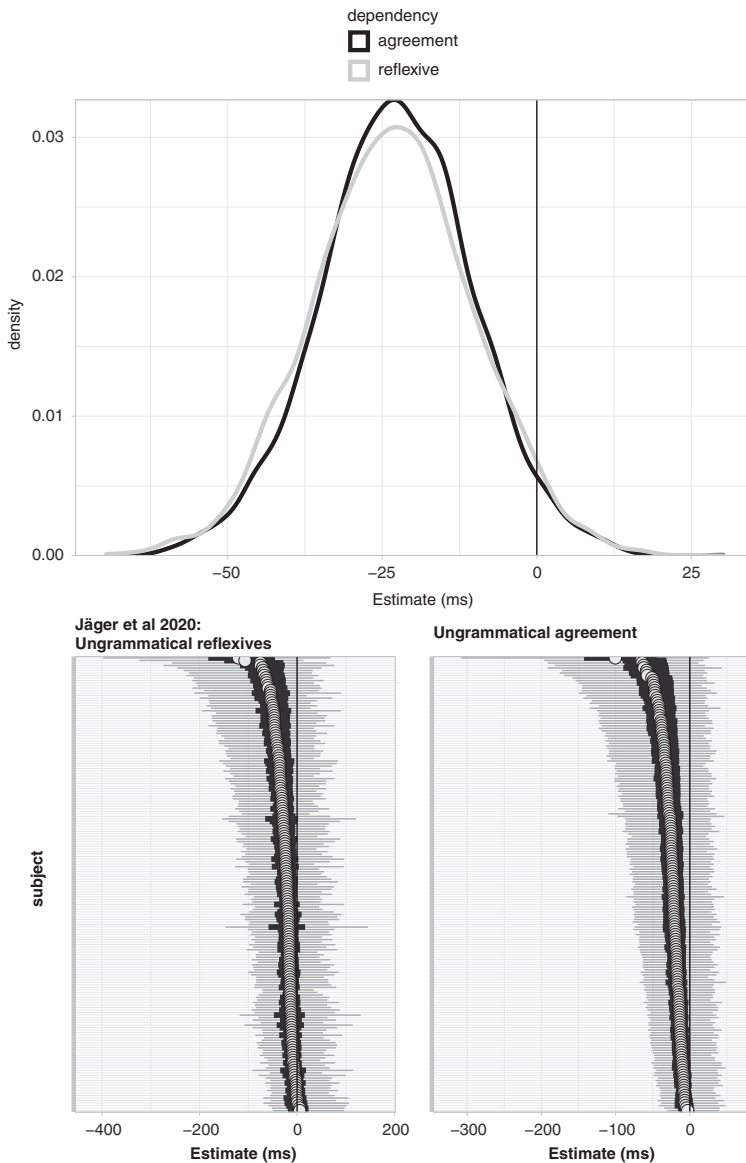 dependency
agreement
reflexive
0.03
0.02
0.01
0.00
density
−50
−25
0
25
Estimate (ms)
Jäger et al 2020:
Ungrammatical reflexives
Ungrammatical agreement
subject
−400
−200
0
200
−300
−200
−100
0
Estimate (ms)
Estimate (ms)